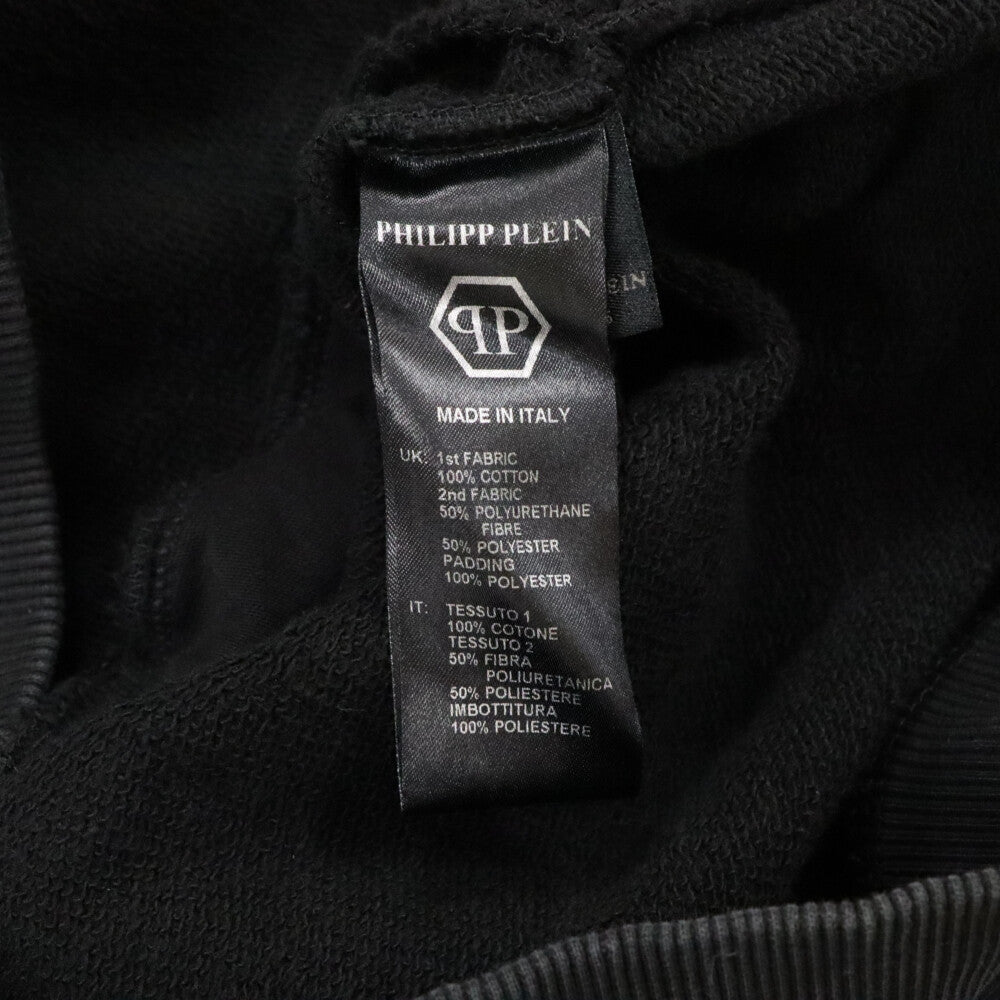 PHILIPP PLEIN
PP
MADE IN ITALY
UK: 1st FABRIC
100% COTTON
2nd FABRIC
50% POLYURETHANE
FIBRE
50% POLYESTER
PADDING
100% POLYESTER
IT: TESSUTO 1
100% COTONE
TESSUTO 2
50% FIBRA
POLIURETANICA
50% POLIESTERE
IMBOTTITURA
100% POLIESTERE